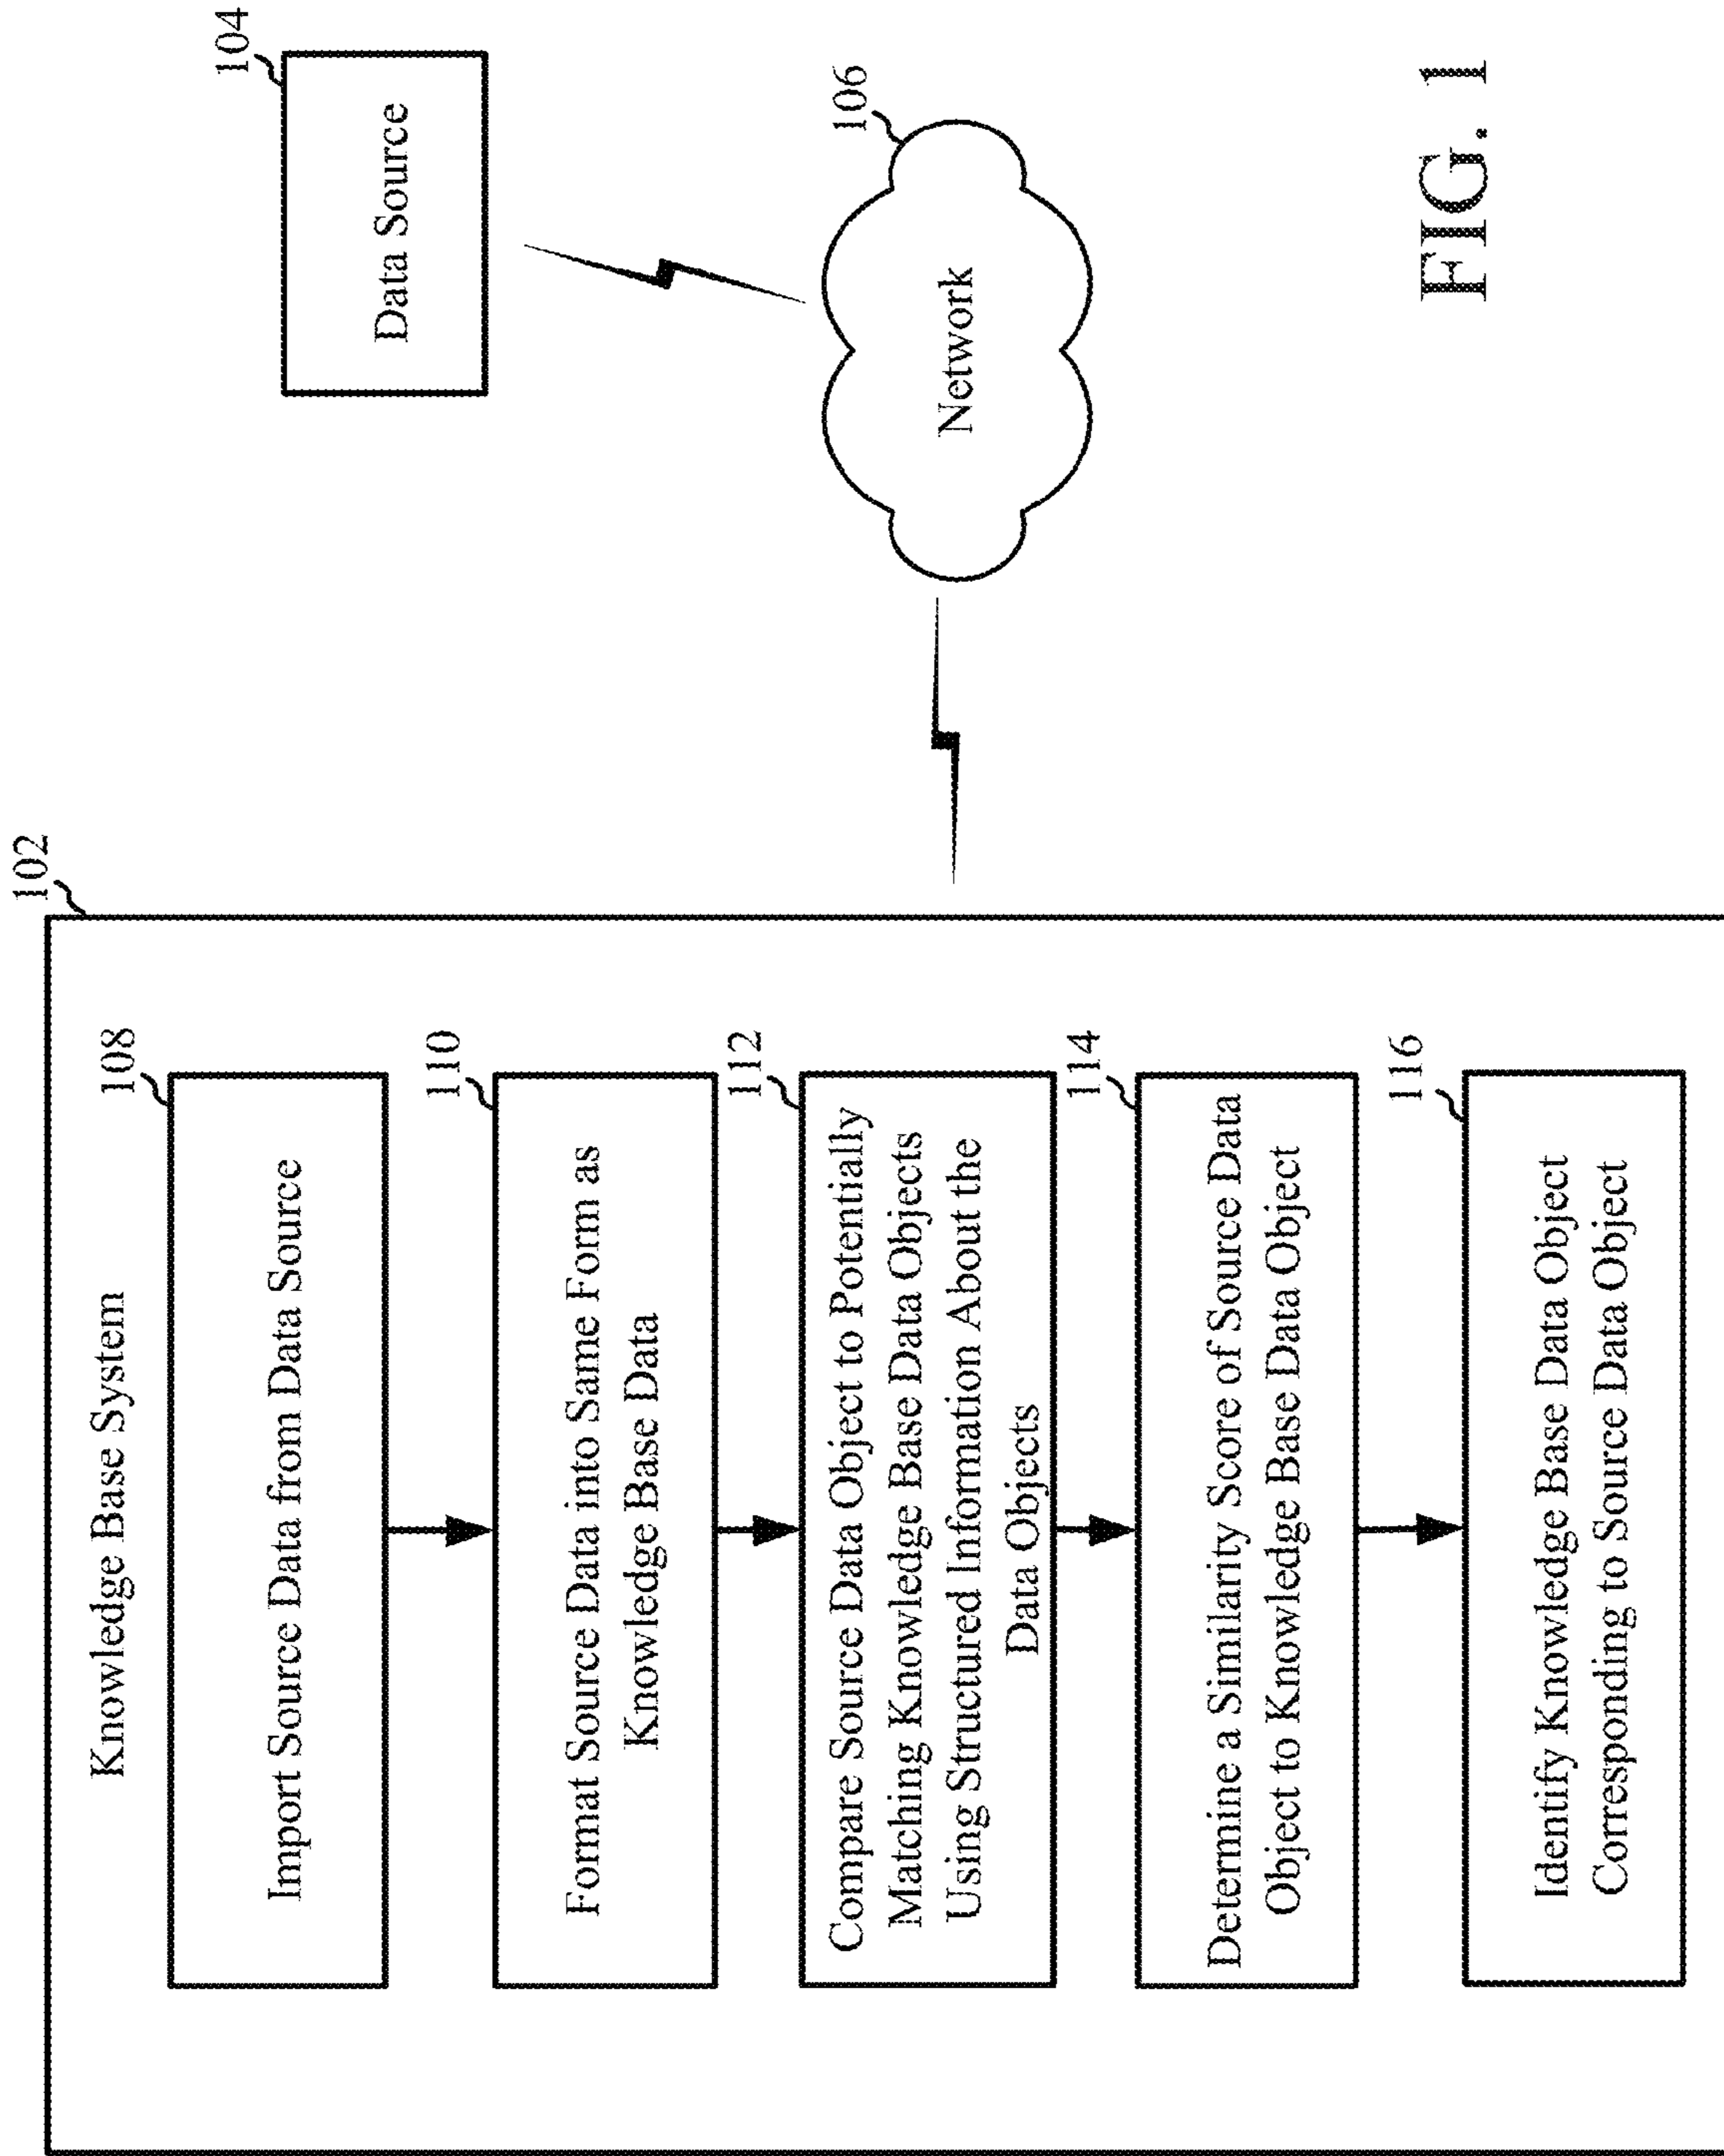 102
Knowledge Base System
108
Import Source Data from Data Source
110
Format Source Data into Same Form as
Knowledge Base Data
112
Compare Source Data Object to Potentially
Matching Knowledge Base Data Objects
Using Structured Information About the
Data Objects
114
Determine a Similarity Score of Source Data
Object to Knowledge Base Data Object
116
Identify Knowledge Base Data Object
Corresponding to Source Data Object
104
Data Source
106
Network
FIG. 1